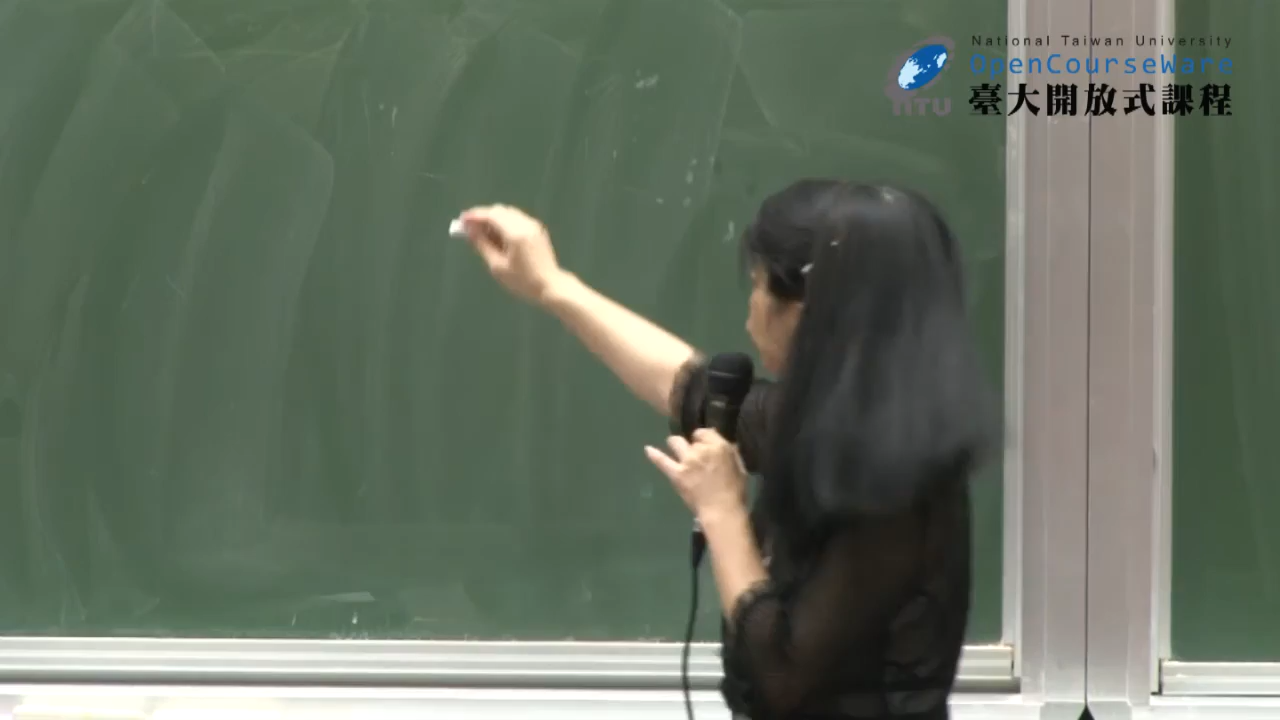 National Taiwan University
OpenCourseWare
NTU
臺大開放式課程